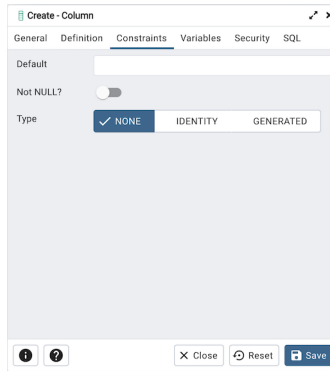 Create - Column
General Definition Constraints Variables Security SQL
Default
Not NULL?
Type NONE IDENTITY GENERATED
Close Reset Save